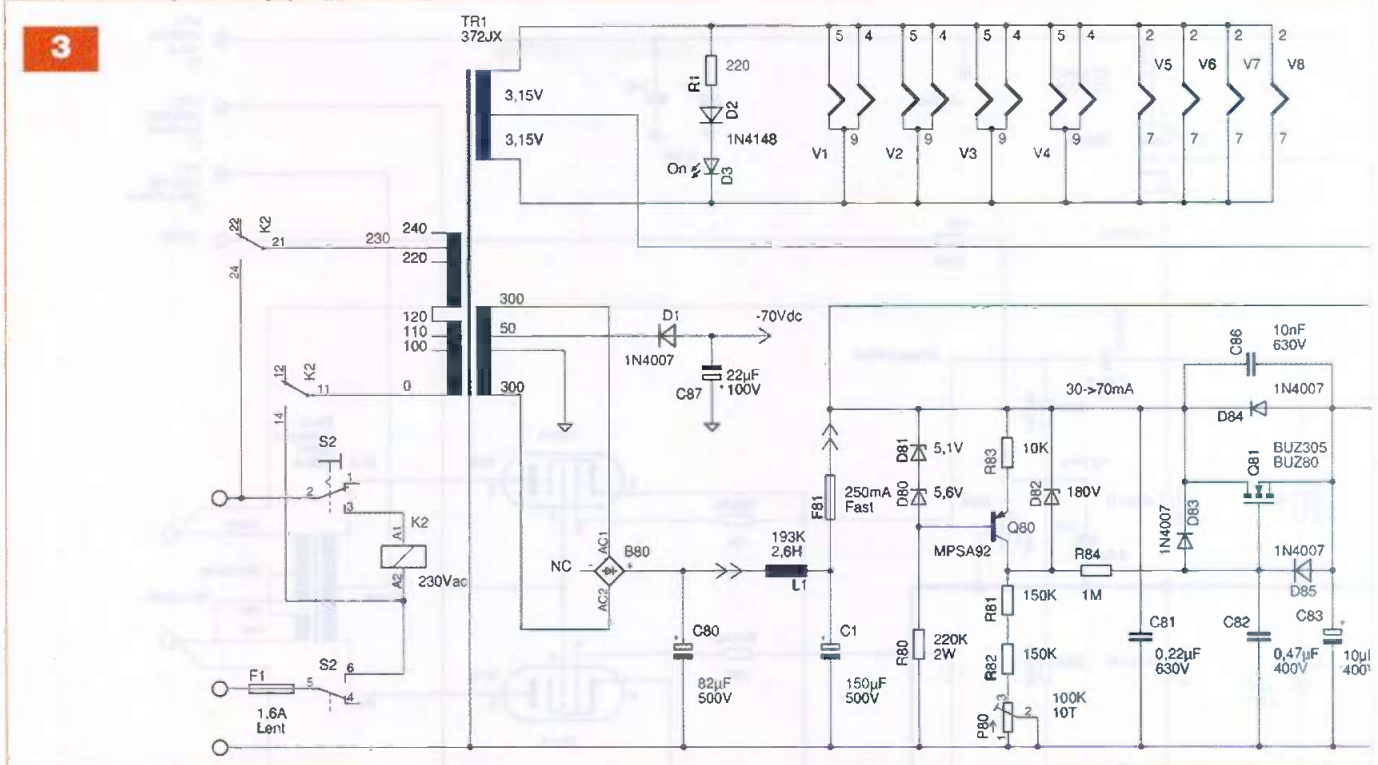 3
TR1
372JX
3,15V
3,15V
R1
220
D2
1N4148
On
D3
5
4
5
4
5
4
5
4
2
2
2
2
V5
V6
V7
V8
9
9
9
9
7
7
7
7
V1
V2
V3
V4
22
K2
21
24
230
240
220
120
110
100
0
12
K2
11
14
300
50
300
D1
1N4007
-70Vdc
C87
22µF
+ 100V
S2
2
1
3
A1
K2
A2
230Vac
S2
6
5
4
F1
1.6A
Lent
NC
AC1
AC2
B80
+
C80
+
82µF
500V
193K
2,6H
L1
F81
250mA
Fast
C1
+
150µF
500V
D81
5,1V
D80
5,6V
R80
220K
2W
R83
10K
Q80
MPSA92
D82
180V
R81
150K
R82
150K
P80
3
2
1
100K
10T
R84
1M
30->70mA
C81
0,22µF
630V
C86
10nF
630V
D84
1N4007
Q81
BUZ305
BUZ80
D83
1N4007
D85
1N4007
C82
0,47µF
400V
C83
+
10µ
400